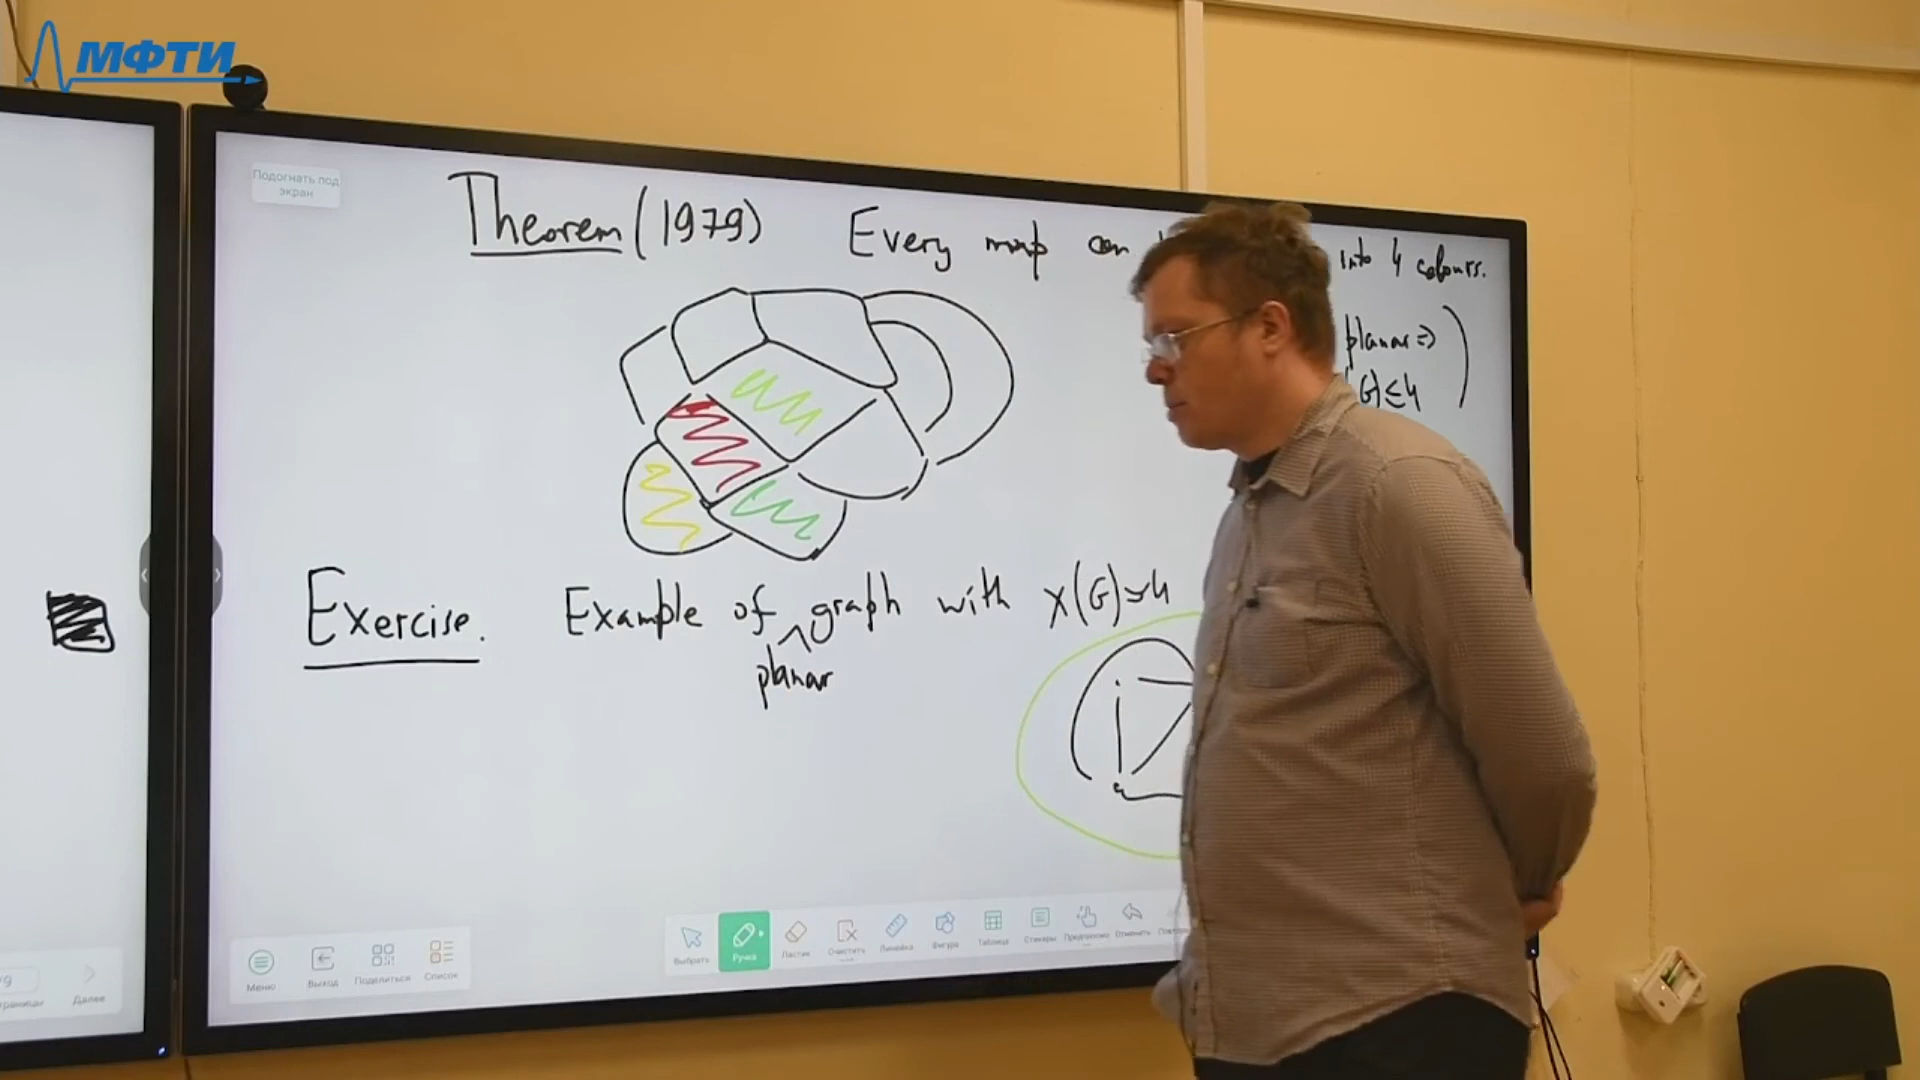 МФТИ
Подогнать под
экран
Theorem (1979) Every map can into 4 colours.
planar ⇒
G)≤4
Exercise. Example of graph with χ(G)=4
planar
Меню
Выход
Поделиться
Список
Выбрать
Ручка
Ластик
Очистить
Линейка
Фигура
Таблица
Стикеры
Отменить
Далее